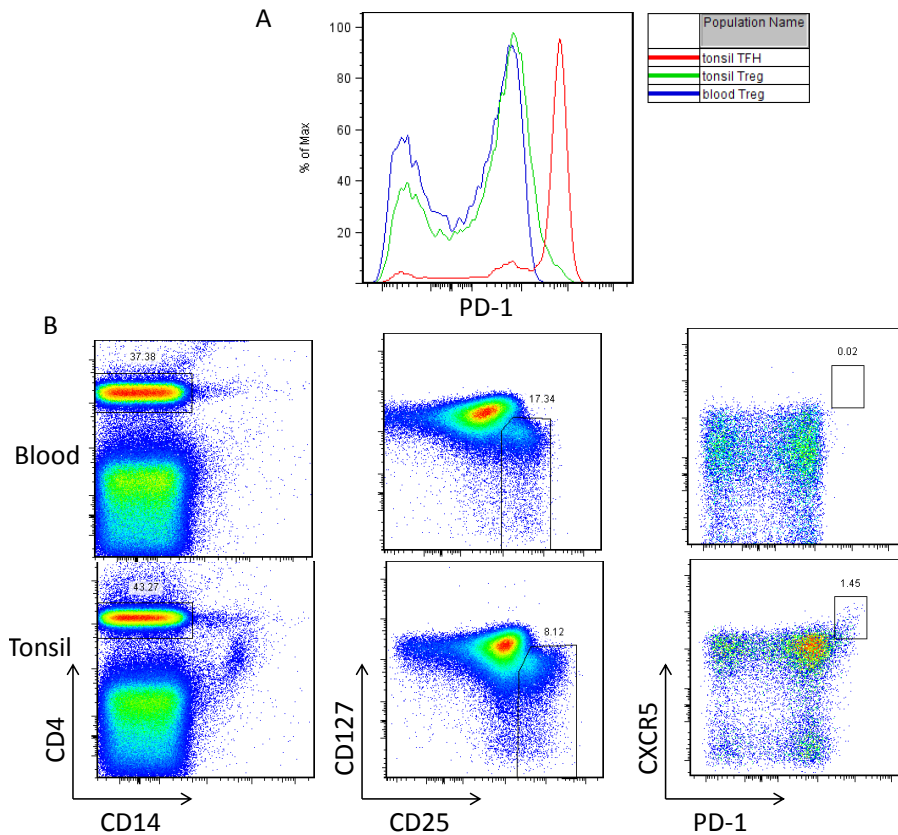 A
100
80
60
40
20
% of Max
PD-1
Population Name
tonsil TFH
tonsil Treg
blood Treg
B
Blood
37.38
17.34
0.02
Tonsil
43.27
8.12
1.45
CD4
CD14
CD127
CD25
CXCR5
PD-1